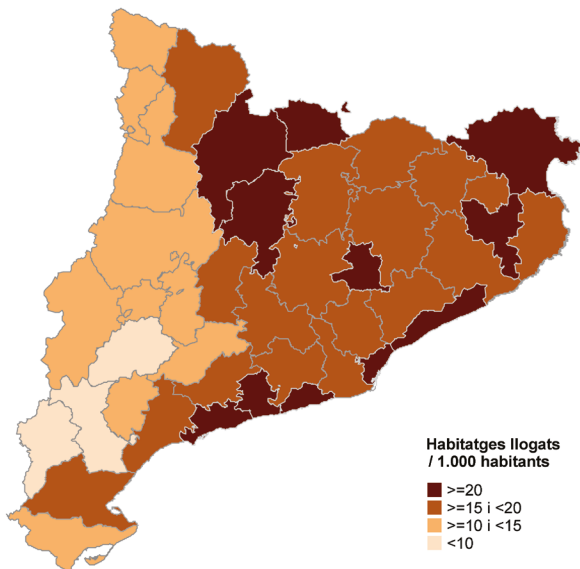 Habitatges llogats
/ 1.000 habitants
>=20
>=15 i <20
>=10 i <15
<10